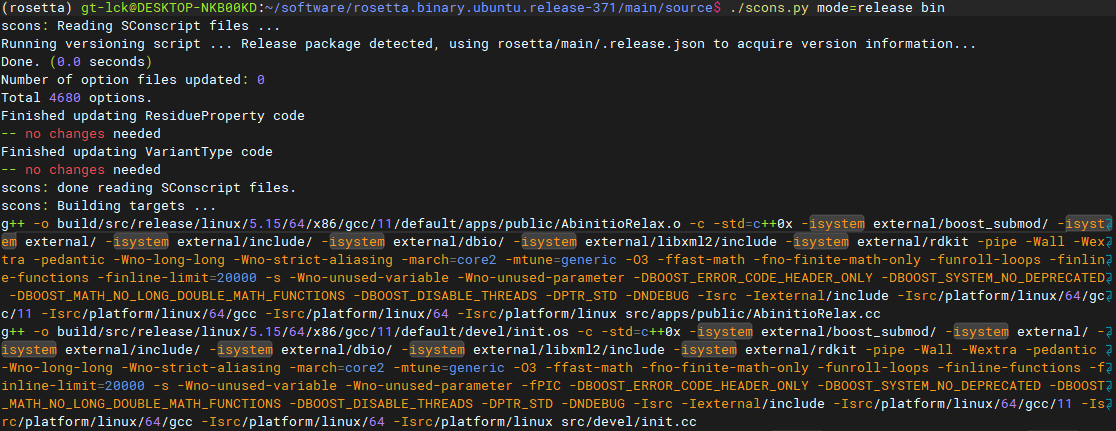 (rosetta) gt-lck@DESKTOP-NKB00KD:~/software/rosetta.binary.ubuntu.release-371/main/source$ ./scons.py mode=release bin
scons: Reading SConscript files ...
Running versioning script ... Release package detected, using rosetta/main/.release.json to acquire version information...
Done. (0.0 seconds)
Number of option files updated: 0
Total 4680 options.
Finished updating ResidueProperty code
-- no changes needed
Finished updating VariantType code
-- no changes needed
scons: done reading SConscript files.
scons: Building targets ...
g++ -o build/src/release/linux/5.15/64/x86/gcc/11/default/apps/public/AbinitioRelax.o -c -std=c++0x -isystem external/boost_submod/ -isyst
em external/ -isystem external/include/ -isystem external/dbio/ -isystem external/libxml2/include -isystem external/rdkit -pipe -Wall -Wex
tra -pedantic -Wno-long-long -Wno-strict-aliasing -march=core2 -mtune=generic -O3 -ffast-math -fno-finite-math-only -funroll-loops -finlin
e-functions -finline-limit=20000 -s -Wno-unused-variable -Wno-unused-parameter -DBOOST_ERROR_CODE_HEADER_ONLY -DBOOST_SYSTEM_NO_DEPRECATED
-DBOOST_MATH_NO_LONG_DOUBLE_MATH_FUNCTIONS -DBOOST_DISABLE_THREADS -DPTR_STD -DNDEBUG -Isrc -Iexternal/include -Isrc/platform/linux/64/gc
c/11 -Isrc/platform/linux/64/gcc -Isrc/platform/linux/64 -Isrc/platform/linux src/apps/public/AbinitioRelax.cc
g++ -o build/src/release/linux/5.15/64/x86/gcc/11/default/devel/init.os -c -std=c++0x -isystem external/boost_submod/ -isystem external/ -
isystem external/include/ -isystem external/dbio/ -isystem external/libxml2/include -isystem external/rdkit -pipe -Wall -Wextra -pedantic
-Wno-long-long -Wno-strict-aliasing -march=core2 -mtune=generic -O3 -ffast-math -fno-finite-math-only -funroll-loops -finline-functions -f
inline-limit=20000 -s -Wno-unused-variable -Wno-unused-parameter -fPIC -DBOOST_ERROR_CODE_HEADER_ONLY -DBOOST_SYSTEM_NO_DEPRECATED -DBOOST
_MATH_NO_LONG_DOUBLE_MATH_FUNCTIONS -DBOOST_DISABLE_THREADS -DPTR_STD -DNDEBUG -Isrc -Iexternal/include -Isrc/platform/linux/64/gcc/11 -Is
rc/platform/linux/64/gcc -Isrc/platform/linux/64 -Isrc/platform/linux src/devel/init.cc